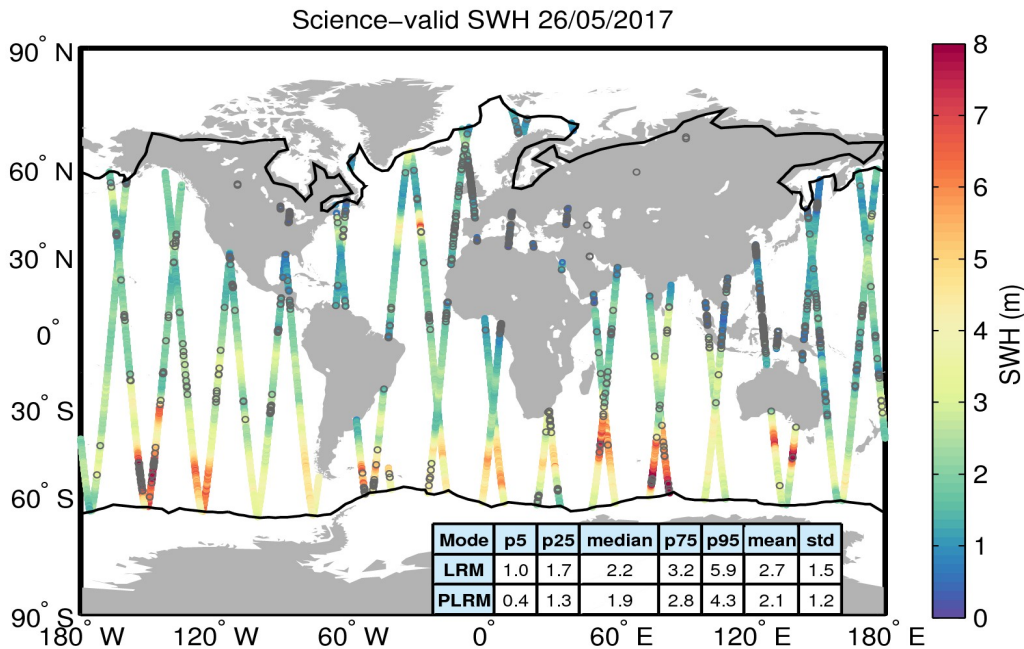 Science−valid SWH 26/05/2017
90° N
60° N
30° N
0°
30° S
60° S
90° S
180° W
120° W
60° W
0°
60° E
120° E
180° E
Mode p5 p25 median p75 p95 mean std
LRM 1.0 1.7 2.2 3.2 5.9 2.7 1.5
PLRM 0.4 1.3 1.9 2.8 4.3 2.1 1.2
8
7
6
5
4
3
2
1
0
SWH (m)